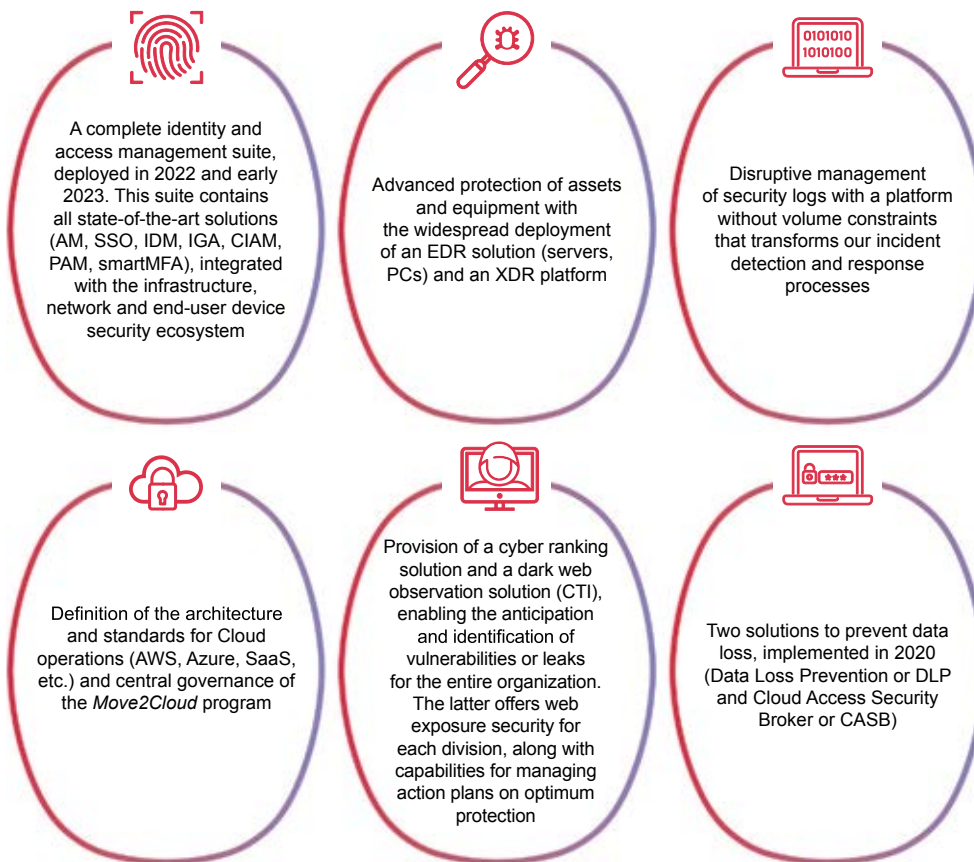 A complete identity and
access management suite,
deployed in 2022 and early
2023. This suite contains
all state-of-the-art solutions
(AM, SSO, IDM, IGA, CIAM,
PAM, smartMFA), integrated
with the infrastructure,
network and end-user device
security ecosystem
Advanced protection of assets
and equipment with
the widespread deployment
of an EDR solution (servers,
PCs) and an XDR platform
0101010
1010100
Disruptive management
of security logs with a platform
without volume constraints
that transforms our incident
detection and response
processes
Definition of the architecture
and standards for Cloud
operations (AWS, Azure, SaaS,
etc.) and central governance of
the Move2Cloud program
Provision of a cyber ranking
solution and a dark web
observation solution (CTI),
enabling the anticipation
and identification of
vulnerabilities or leaks
for the entire organization.
The latter offers web
exposure security for
each division, along with
capabilities for managing
action plans on optimum
protection
***
Two solutions to prevent data
loss, implemented in 2020
(Data Loss Prevention or DLP
and Cloud Access Security
Broker or CASB)